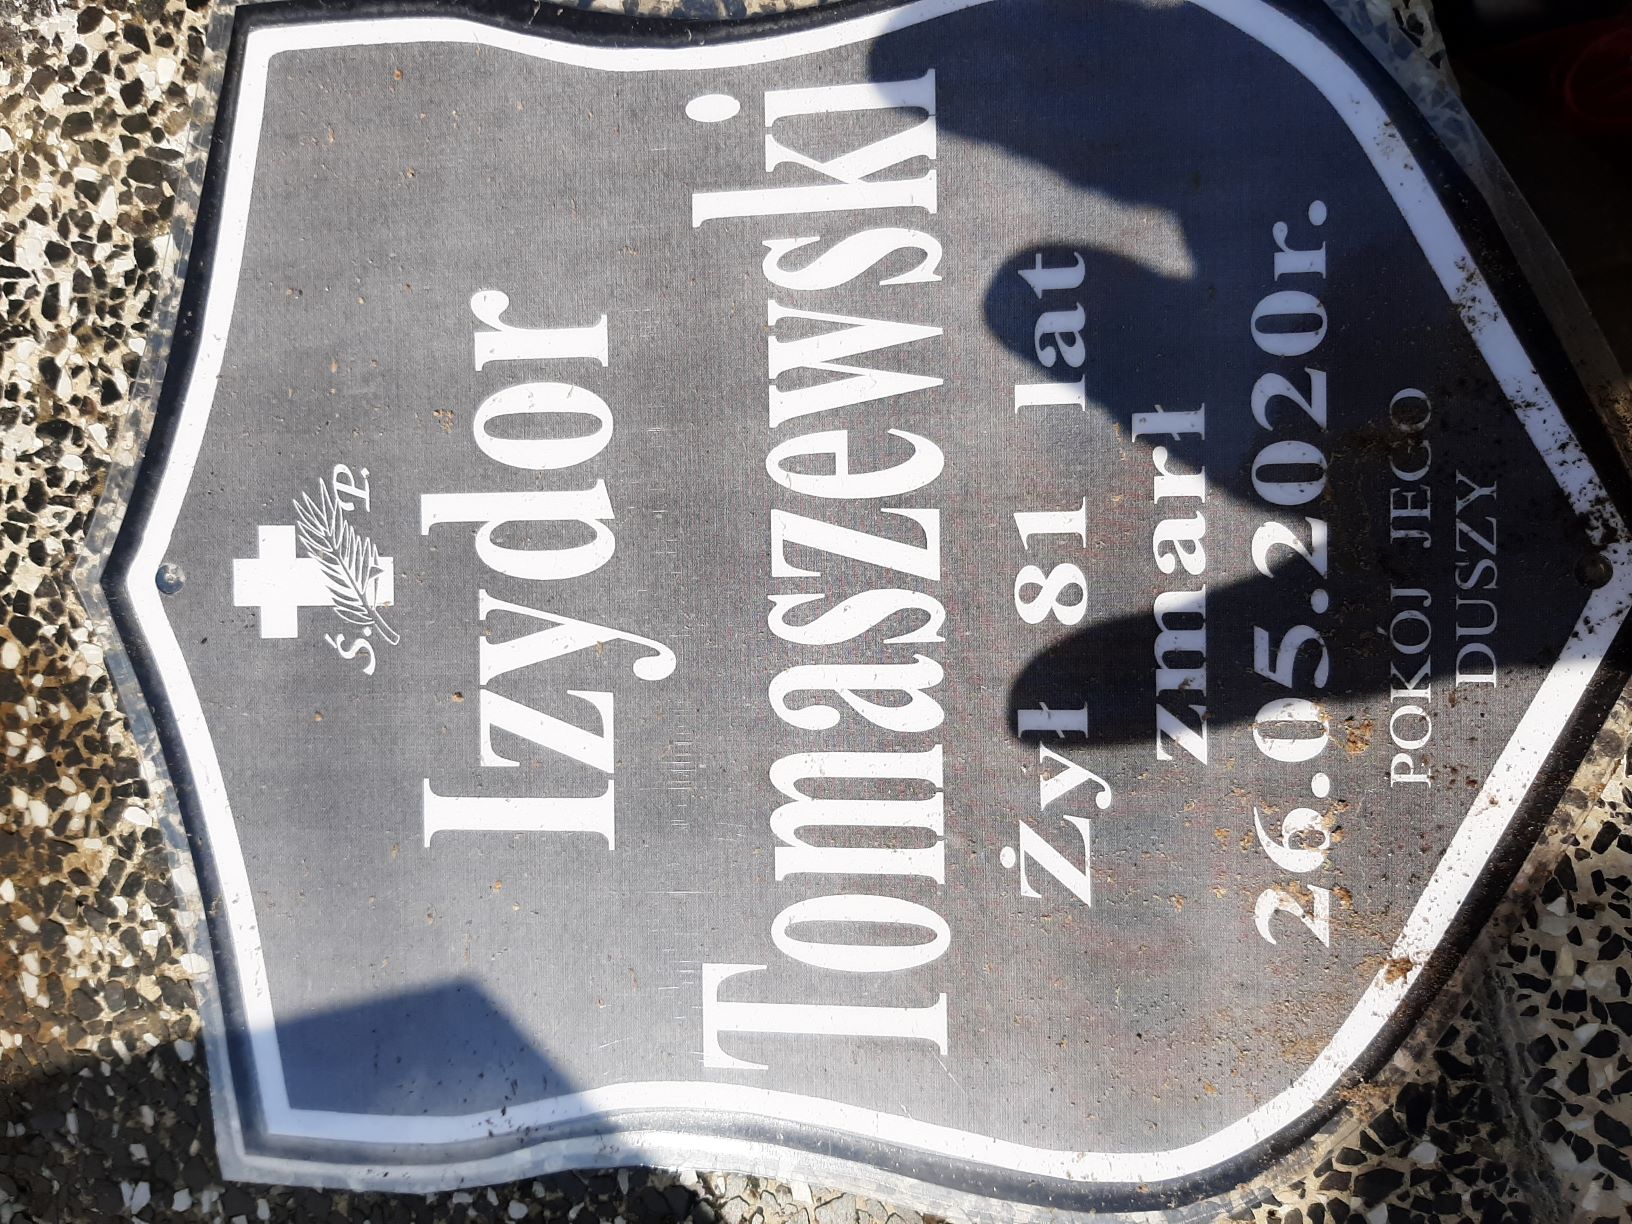 Ś. P.
Izydor
Tomaszewski
Żył 81 lat
zmarł
26.05.2020r.
POKÓJ JEGO
DUSZY